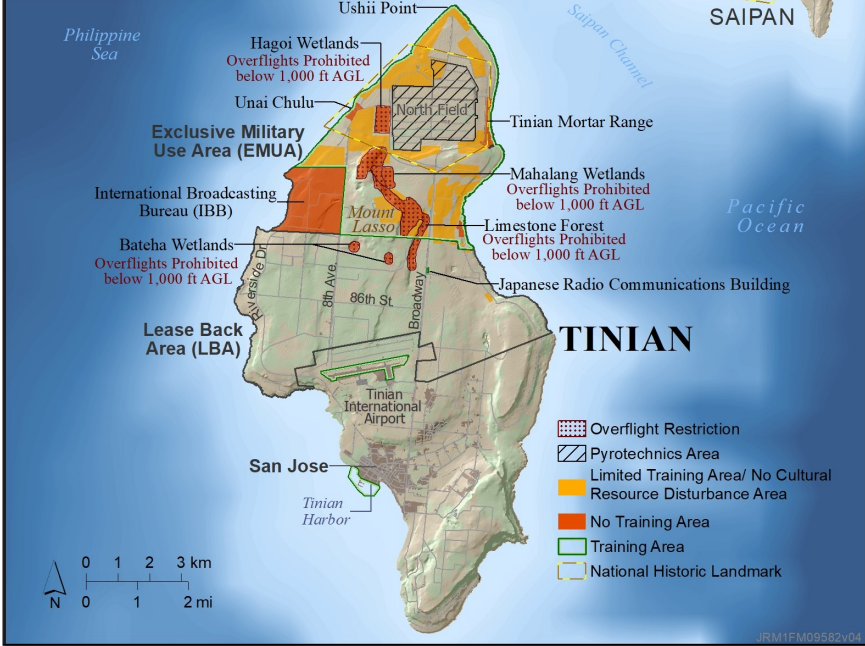 Ushii Point
SAIPAN
Philippine
Sea
Saipan Channel
Hagoi Wetlands
Overflights Prohibited
below 1,000 ft AGL
Unai Chulu
North Field
Tinian Mortar Range
Exclusive Military
Use Area (EMUA)
Mahalang Wetlands
Overflights Prohibited
below 1,000 ft AGL
International Broadcasting
Bureau (IBB)
Mount
Lasso
Pacific
Ocean
Limestone Forest
Overflights Prohibited
below 1,000 ft AGL
Bateha Wetlands
Overflights Prohibited
below 1,000 ft AGL
Riverside Dr.
8th Ave.
86th St.
Broadway
Japanese Radio Communications Building
Lease Back
Area (LBA)
TINIAN
Tinian
International
Airport
San Jose
Tinian
Harbor
Overflight Restriction
Pyrotechnics Area
Limited Training Area/ No Cultural
Resource Disturbance Area
No Training Area
Training Area
National Historic Landmark
0 1 2 3 km
N
0 1 2 mi
JRM1FM09582v04